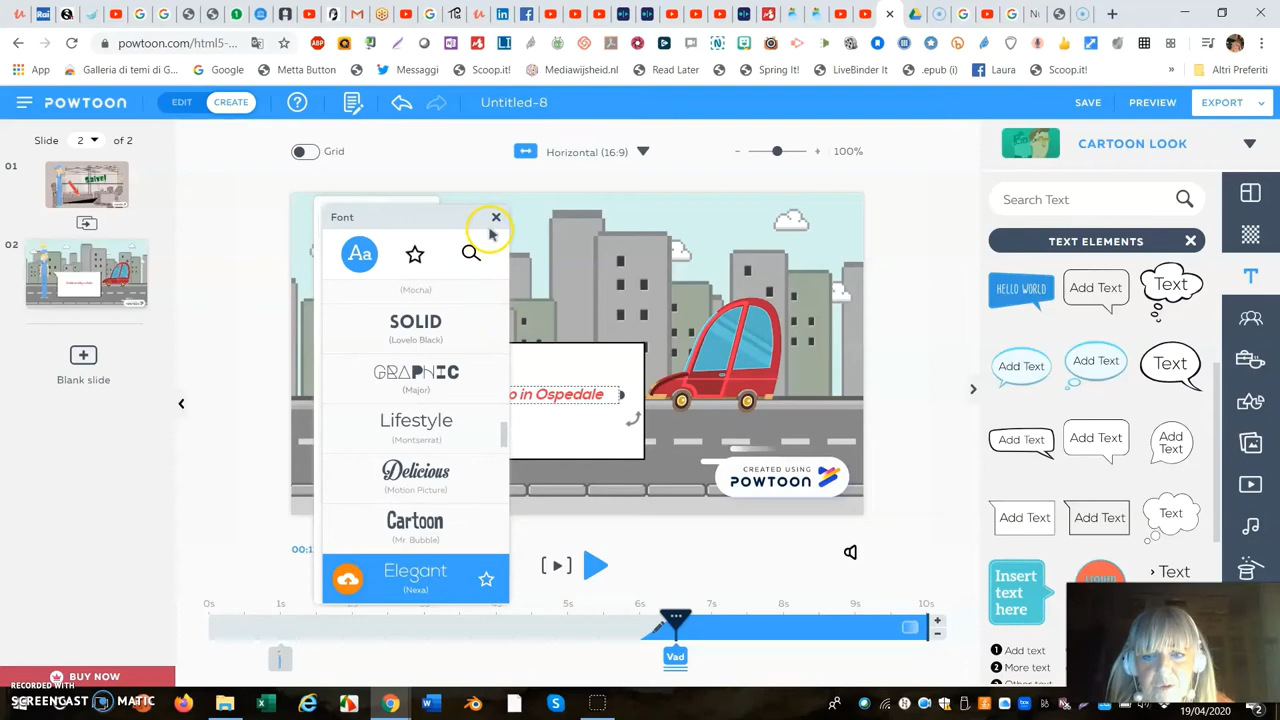 powtoon.com/html5-...
App
Galleria di temi di G...
Google
Metta Button
Messaggi
Scoop.it!
Mediawijsheid.nl
Read Later
Spring It!
LiveBinder It
.epub (i)
Laura
Scoop.it!
»
Altri Preferiti
POWTOON
EDIT
CREATE
Untitled-8
SAVE
PREVIEW
EXPORT
Slide
2
of 2
Grid
Horizontal (16:9)
- + 100%
CARTOON LOOK
Search Text
TEXT ELEMENTS
01
02
Blank slide
Font
Aa
(Mocha)
SOLID
(Lovelo Black)
GRAPHIC
(Major)
Lifestyle
(Montserrat)
Delicious
(Motion Picture)
Cartoon
(Mr. Bubble)
Elegant
(Nexa)
o in Ospedale
CREATED USING
POWTOON
HELLO WORLD
Add Text
Text
Add Text
Add Text
Text
Add Text
Add Text
Add Text
Add Text
Add Text
Text
Insert text here
Text
1 Add text
2 More text
0s
1s
5s
6s
7s
8s
9s
10s
Vad
BUY NOW
RECORDED WITH
SCREENCAST MATIC
19/04/2020